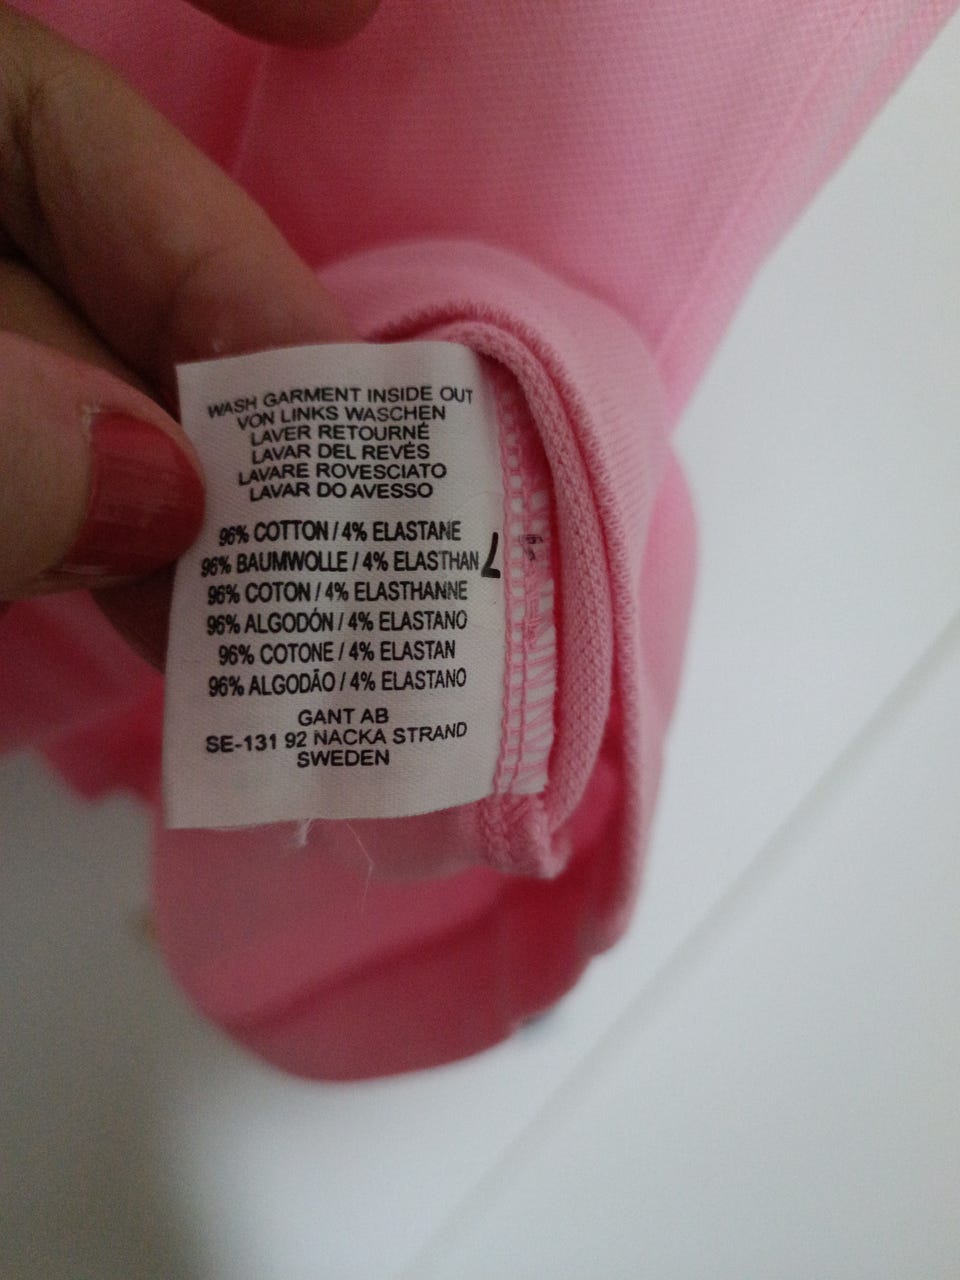 WASH GARMENT INSIDE OUT
VON LINKS WASCHEN
LAVER RETOURNÉ
LAVAR DEL REVÉS
LAVARE ROVESCIATO
LAVAR DO AVESSO
96% COTTON / 4% ELASTANE
96% BAUMWOLLE / 4% ELASTHAN
96% COTON / 4% ELASTHANNE
96% ALGODÓN / 4% ELASTANO
96% COTONE / 4% ELASTAN
96% ALGODÃO / 4% ELASTANO
GANT AB
SE-131 92 NACKA STRAND
SWEDEN